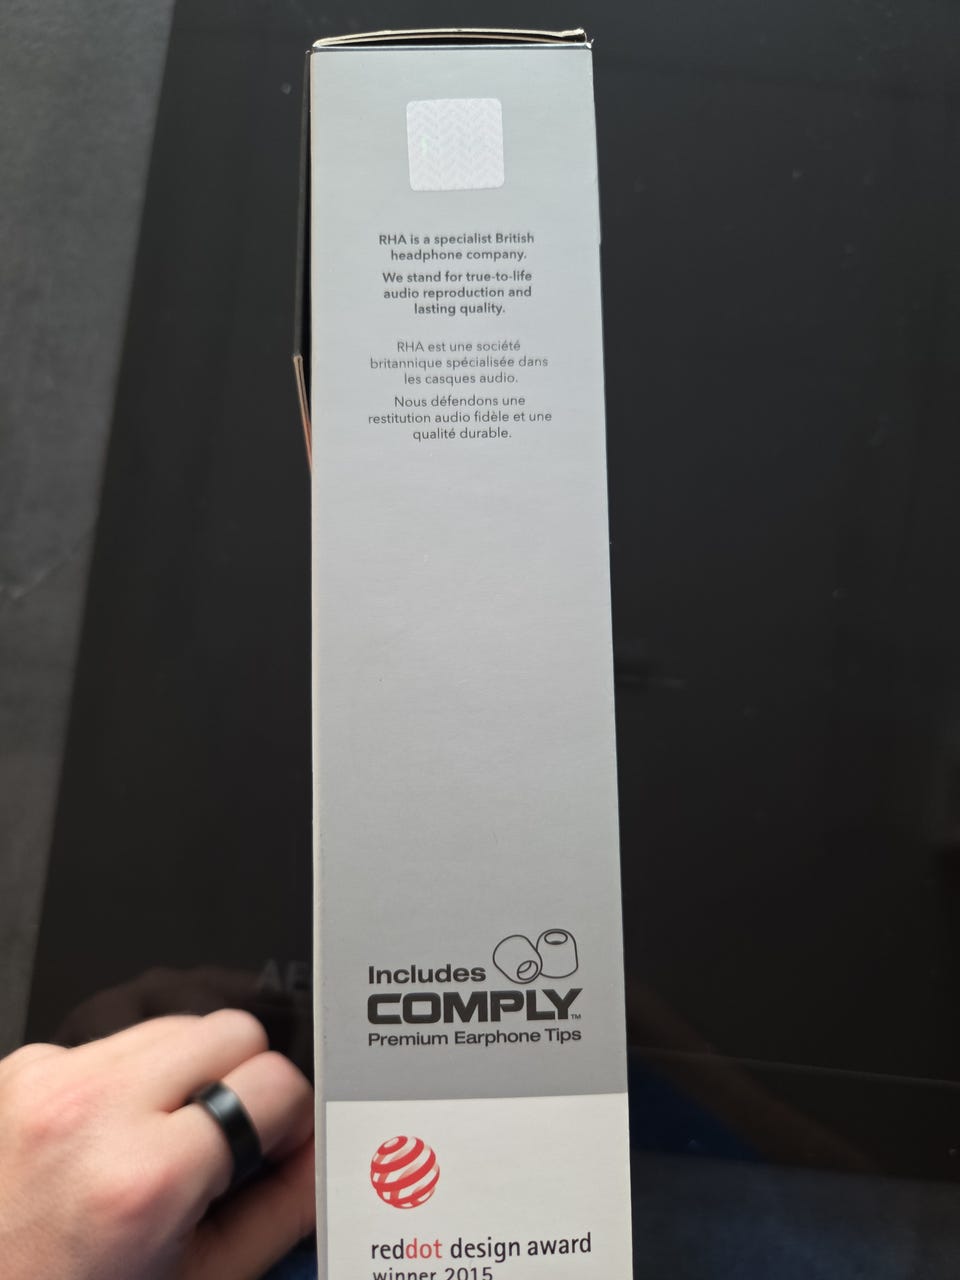 RHA is a specialist British
headphone company.
We stand for true-to-life
audio reproduction and
lasting quality.
RHA est une société
britannique spécialisée dans
les casques audio.
Nous défendons une
restitution audio fidèle et une
qualité durable.
Includes
COMPLY™
Premium Earphone Tips
reddot design award
winner 2015